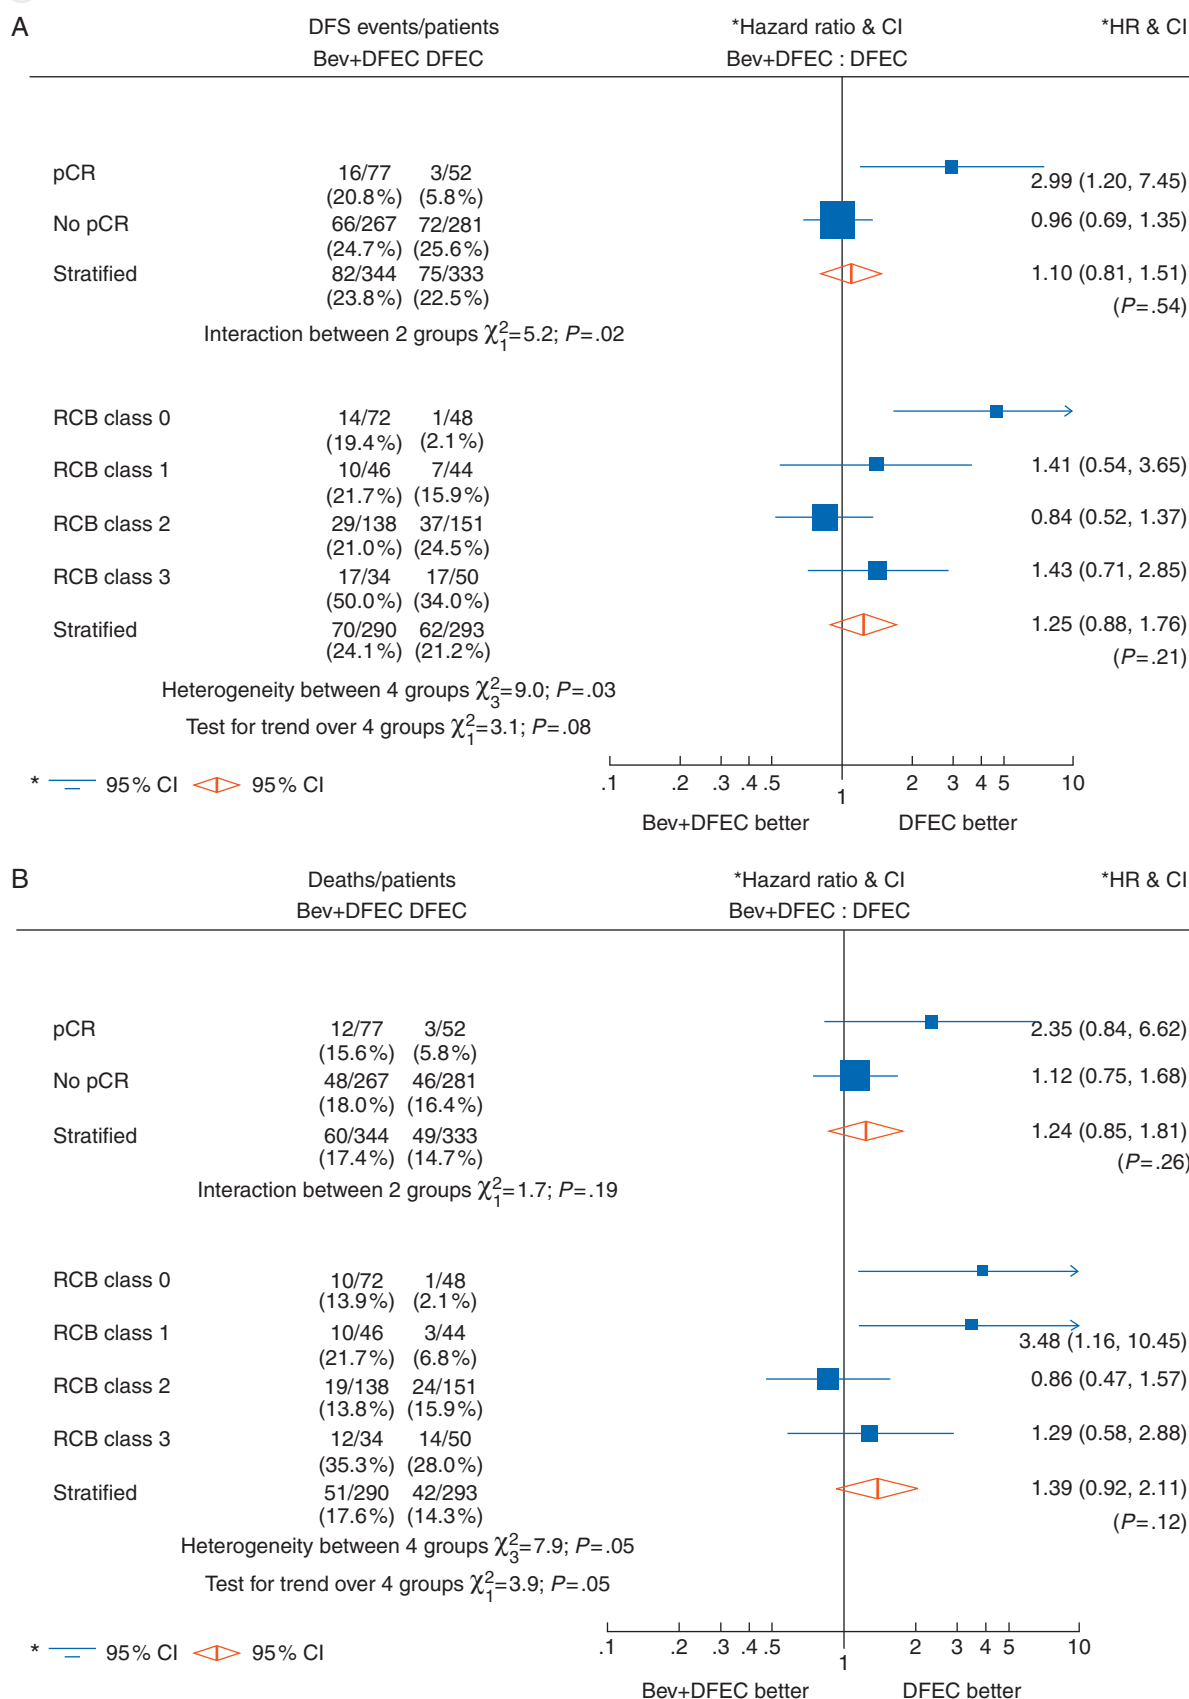 A
DFS events/patients *Hazard ratio & CI *HR & CI
Bev+DFEC DFEC Bev+DFEC : DFEC
pCR 16/77 3/52
(20.8%) (5.8%) 2.99 (1.20, 7.45)
No pCR 66/267 72/281 0.96 (0.69, 1.35)
(24.7%) (25.6%)
Stratified 82/344 75/333 1.10 (0.81, 1.51)
(23.8%) (22.5%) (P=.54)
Interaction between 2 groups χ²₁=5.2; P=.02
RCB class 0 14/72 1/48
(19.4%) (2.1%)
RCB class 1 10/46 7/44 1.41 (0.54, 3.65)
(21.7%) (15.9%)
RCB class 2 29/138 37/151 0.84 (0.52, 1.37)
(21.0%) (24.5%)
RCB class 3 17/34 17/50 1.43 (0.71, 2.85)
(50.0%) (34.0%)
Stratified 70/290 62/293 1.25 (0.88, 1.76)
(24.1%) (21.2%) (P=.21)
Heterogeneity between 4 groups χ²₃=9.0; P=.03
Test for trend over 4 groups χ²₁=3.1; P=.08
* 95% CI 95% CI .1 .2 .3 .4 .5 1 2 3 4 5 10
Bev+DFEC better DFEC better
B
Deaths/patients *Hazard ratio & CI *HR & CI
Bev+DFEC DFEC Bev+DFEC : DFEC
pCR 12/77 3/52 2.35 (0.84, 6.62)
(15.6%) (5.8%)
No pCR 48/267 46/281 1.12 (0.75, 1.68)
(18.0%) (16.4%)
Stratified 60/344 49/333 1.24 (0.85, 1.81)
(17.4%) (14.7%) (P=.26)
Interaction between 2 groups χ²₁=1.7; P=.19
RCB class 0 10/72 1/48
(13.9%) (2.1%)
RCB class 1 10/46 3/44 3.48 (1.16, 10.45)
(21.7%) (6.8%)
RCB class 2 19/138 24/151 0.86 (0.47, 1.57)
(13.8%) (15.9%)
RCB class 3 12/34 14/50 1.29 (0.58, 2.88)
(35.3%) (28.0%)
Stratified 51/290 42/293 1.39 (0.92, 2.11)
(17.6%) (14.3%) (P=.12)
Heterogeneity between 4 groups χ²₃=7.9; P=.05
Test for trend over 4 groups χ²₁=3.9; P=.05
* 95% CI 95% CI .1 .2 .3 .4 .5 1 2 3 4 5 10
Bev+DFEC better DFEC better